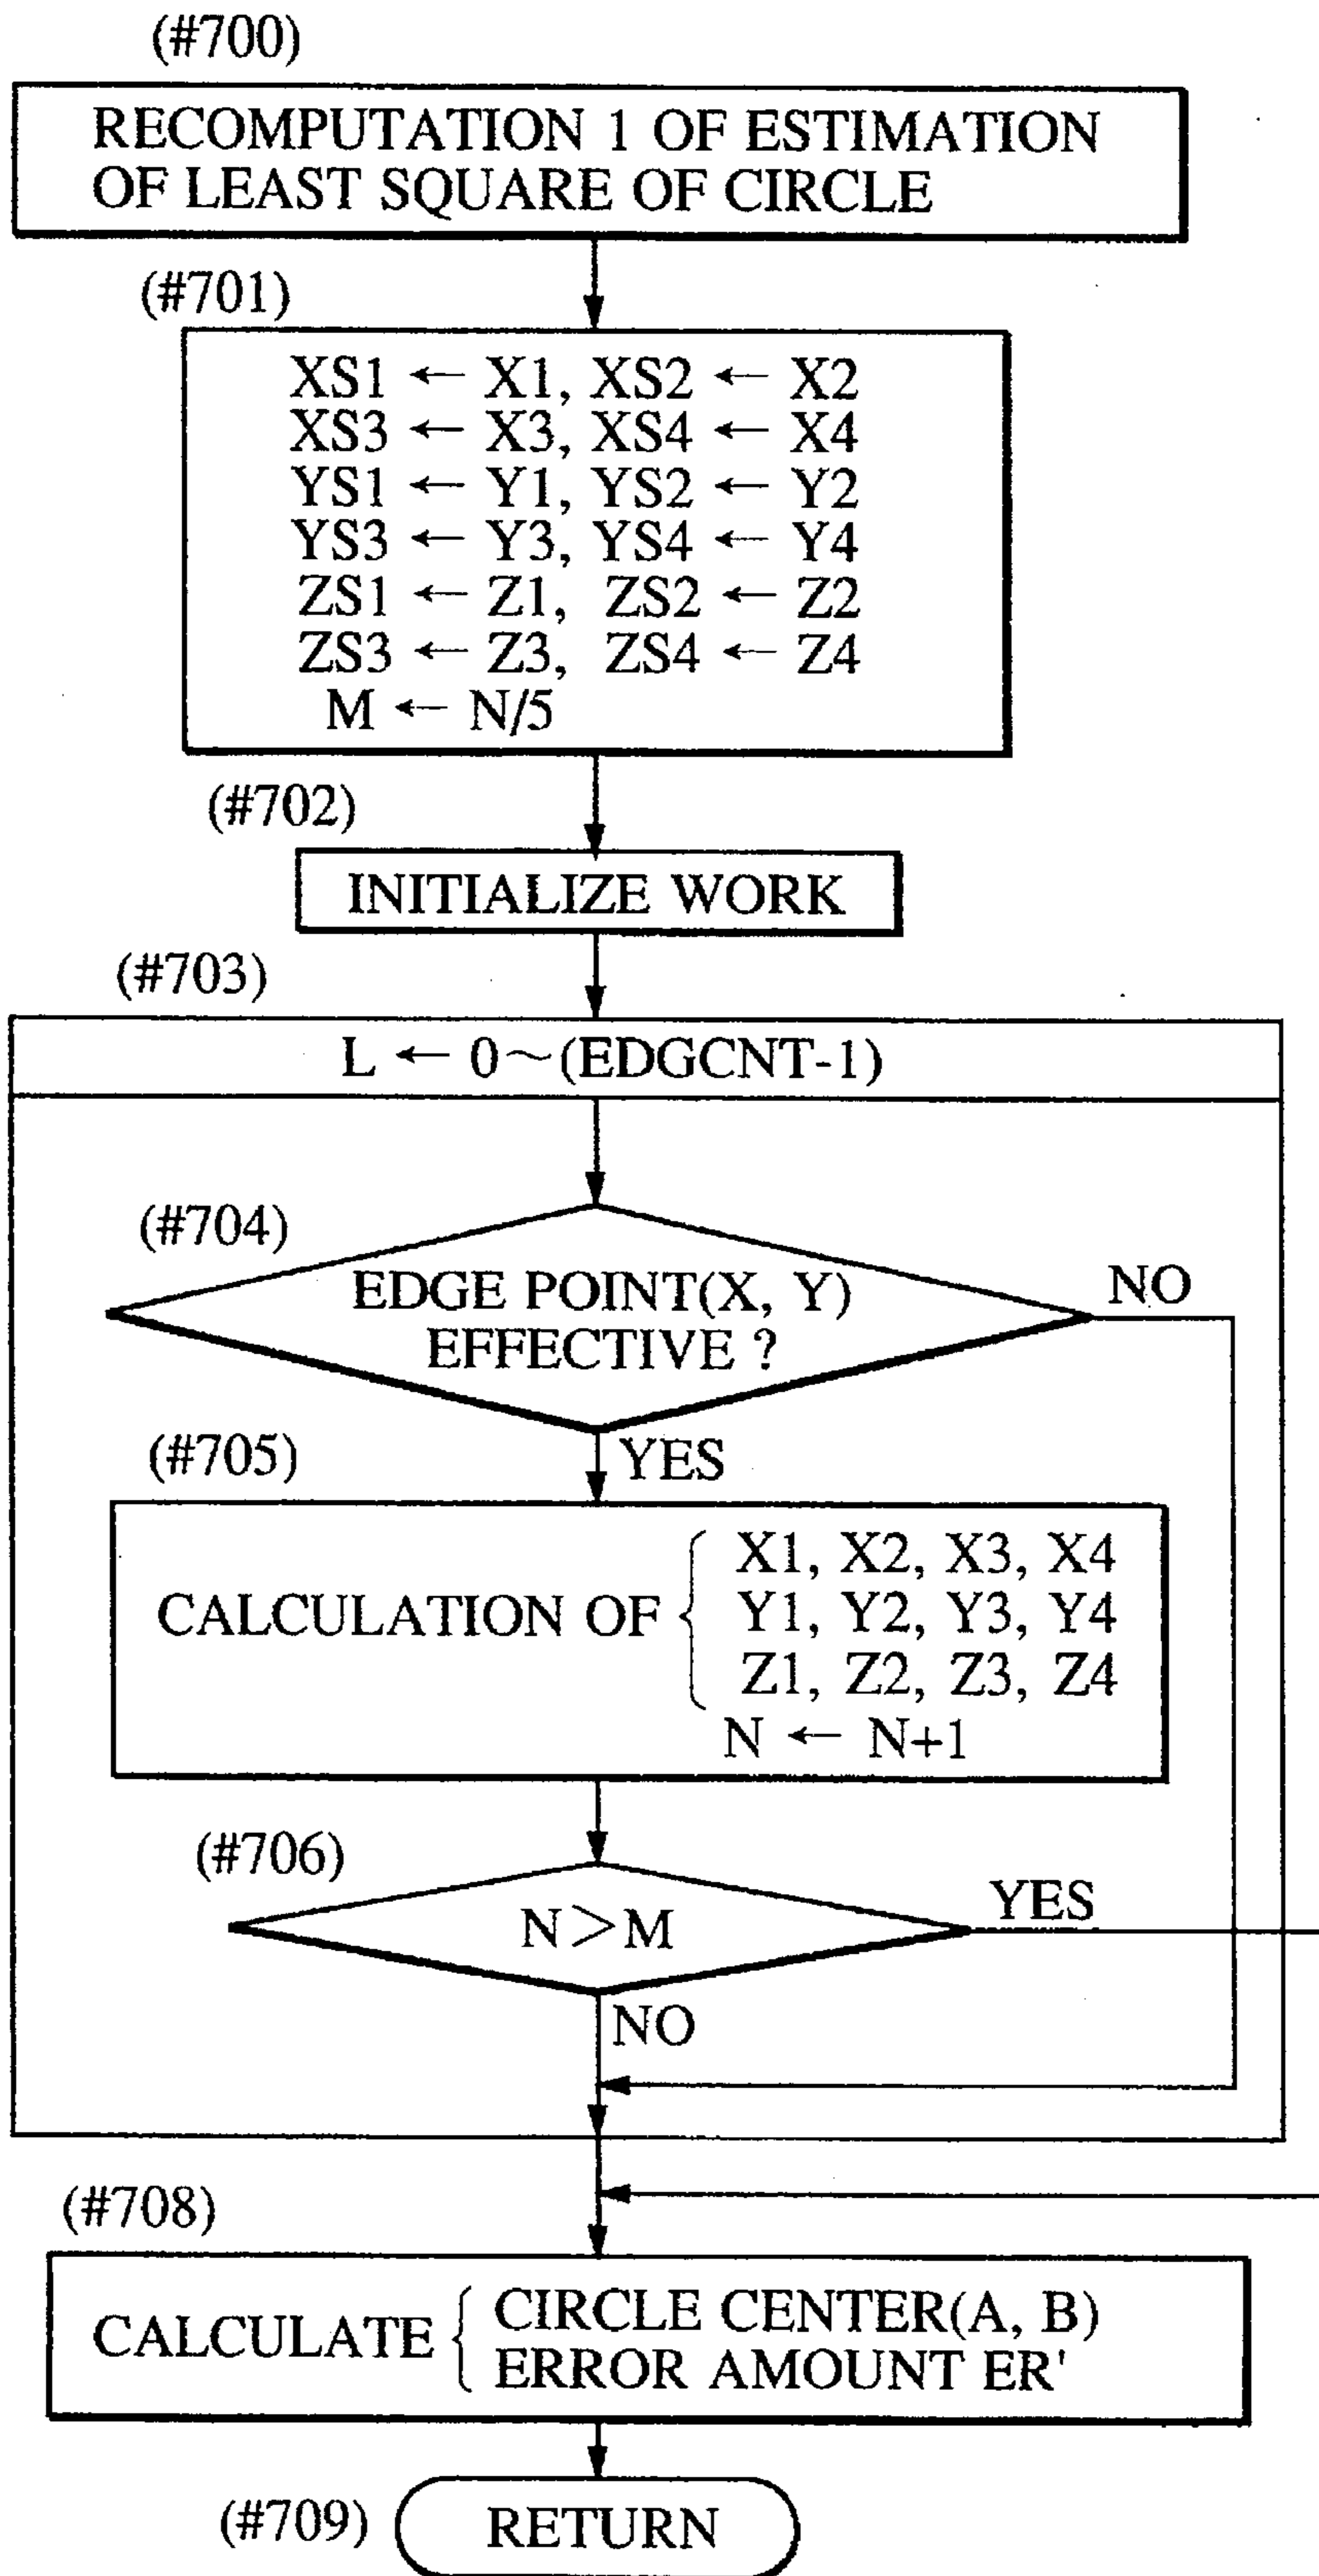 (#700)
RECOMPUTATION 1 OF ESTIMATION
OF LEAST SQUARE OF CIRCLE
(#701)
XS1 ← X1, XS2 ← X2
XS3 ← X3, XS4 ← X4
YS1 ← Y1, YS2 ← Y2
YS3 ← Y3, YS4 ← Y4
ZS1 ← Z1, ZS2 ← Z2
ZS3 ← Z3, ZS4 ← Z4
M ← N/5
(#702)
INITIALIZE WORK
(#703)
L ← 0~(EDGCNT-1)
(#704)
EDGE POINT(X, Y)
EFFECTIVE ?
NO
YES
(#705)
X1, X2, X3, X4
CALCULATION OF { Y1, Y2, Y3, Y4
Z1, Z2, Z3, Z4
N ← N+1
(#706)
N>M
YES
NO
(#708)
CALCULATE { CIRCLE CENTER(A, B)
ERROR AMOUNT ER'
(#709)
RETURN